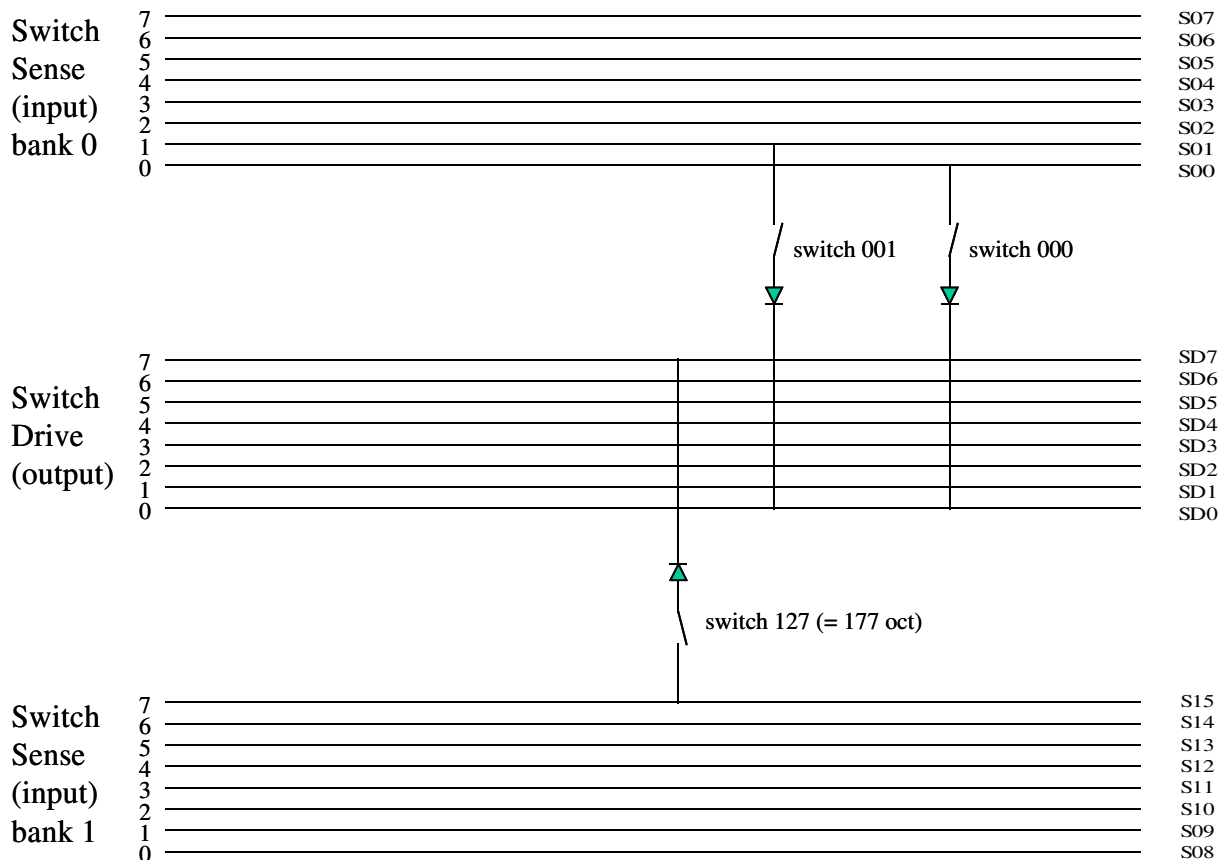 Switch
Sense
(input)
bank 0
7
6
5
4
3
2
1
0
S07
S06
S05
S04
S03
S02
S01
S00
switch 001
switch 000
Switch
Drive
(output)
7
6
5
4
3
2
1
0
SD7
SD6
SD5
SD4
SD3
SD2
SD1
SD0
switch 127 (= 177 oct)
Switch
Sense
(input)
bank 1
7
6
5
4
3
2
1
0
S15
S14
S13
S12
S11
S10
S09
S08